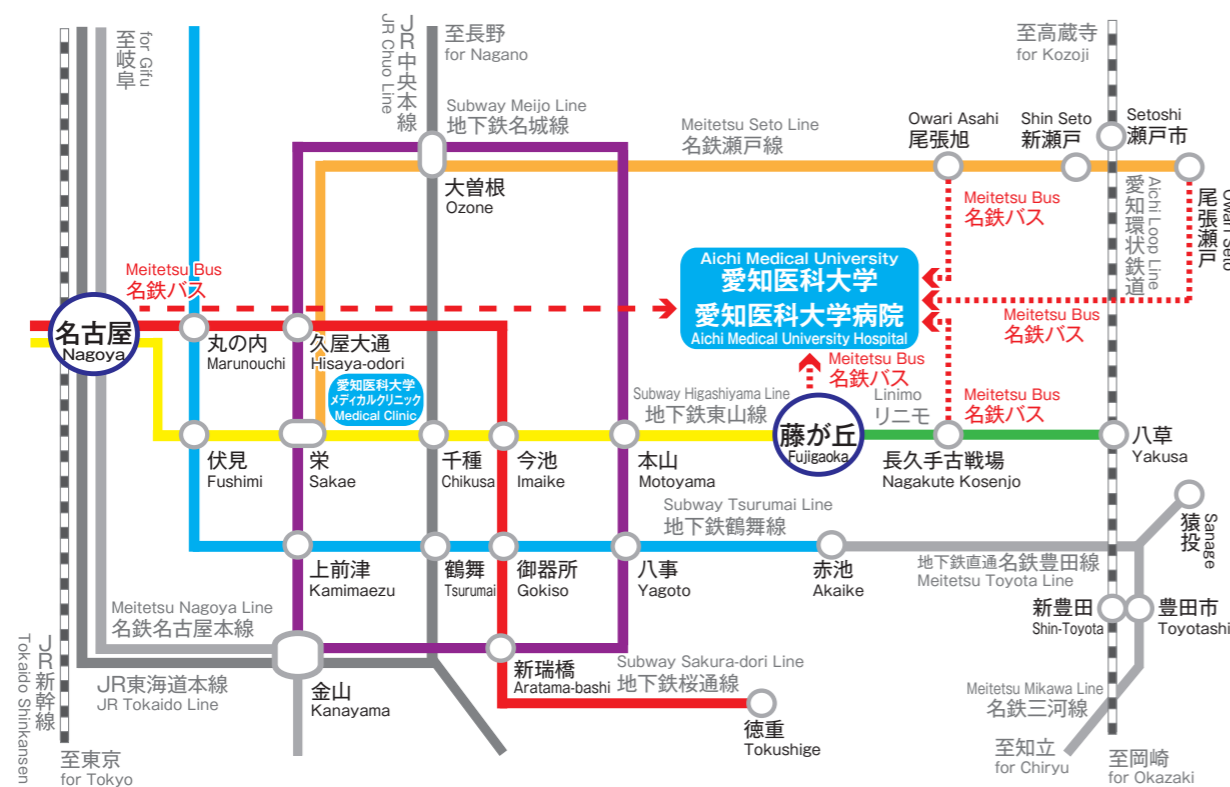 for Gifu
至岐阜
JR中央本線
JR Chuo Line
至長野
for Nagano
至高蔵寺
for Kozoji
Subway Meijo Line
地下鉄名城線
Meitetsu Seto Line
名鉄瀬戸線
Owari Asahi
尾張旭
Shin Seto
新瀬戸
Setoshi
瀬戸市
大曽根
Ozone
Meitetsu Bus
名鉄バス
Aichi Loop Line
愛知環状鉄道
Owari Seto
尾張瀬戸
Meitetsu Bus
名鉄バス
Aichi Medical University
愛知医科大学
愛知医科大学病院
Aichi Medical University Hospital
名古屋
Nagoya
丸の内
Marunouchi
久屋大通
Hisaya-odori
Meitetsu Bus
名鉄バス
愛知医科大学
メディカルクリニック
Medical Clinic
Meitetsu Bus
名鉄バス
Subway Higashiyama Line
地下鉄東山線
Linimo
リニモ
Meitetsu Bus
名鉄バス
伏見
Fushimi
栄
Sakae
千種
Chikusa
今池
Imaike
本山
Motoyama
藤が丘
Fujigaoka
長久手古戦場
Nagakute Kosenjo
八草
Yakusa
Subway Tsurumai Line
地下鉄鶴舞線
猿投
Sanage
上前津
Kamimaezu
鶴舞
Tsurumai
御器所
Gokiso
八事
Yagoto
赤池
Akaike
地下鉄直通名鉄豊田線
Meitetsu Toyota Line
Meitetsu Nagoya Line
名鉄名古屋本線
新豊田
Shin-Toyota
豊田市
Toyotashi
JR新幹線
Tokaido Shinkansen
JR東海道本線
JR Tokaido Line
金山
Kanayama
新瑞橋
Aratama-bashi
Subway Sakura-dori Line
地下鉄桜通線
徳重
Tokushige
Meitetsu Mikawa Line
名鉄三河線
至東京
for Tokyo
至知立
for Chiryu
至岡崎
for Okazaki